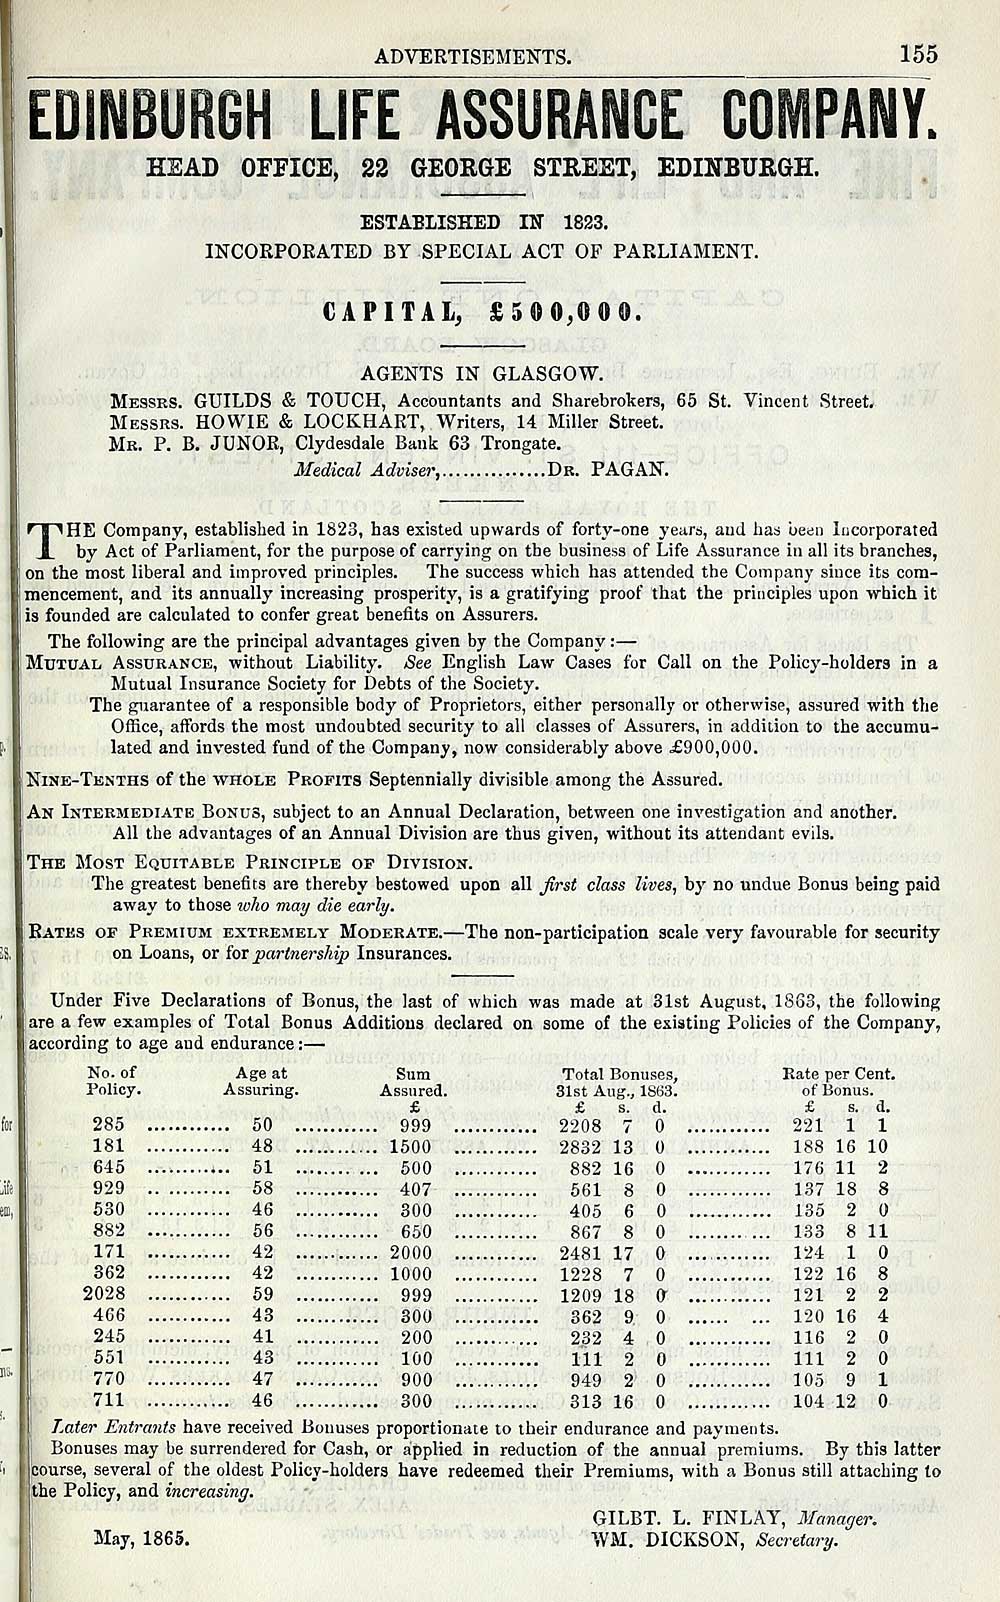 ADVERTISEMENTS. 155
EDINBURGH LIFE ASSURANCE COMPANY.
HEAD OFFICE, 22 GEORGE STREET, EDINBURGH.
ESTABLISHED IN 1823.
INCORPORATED BY SPECIAL ACT OF PARLIAMENT.
CAPITAL, £500,000.
AGENTS IN GLASGOW.
MESSRS. GUILDS & TOUCH, Accountants and Sharebrokers, 65 St. Vincent Street.
MESSRS. HOWIE & LOCKHART, Writers, 14 Miller Street.
MR. P. B. JUNOR, Clydesdale Bank 63 Trongate.
Medical Adviser,................DR. PAGAN.
THE Company, established in 1823, has existed upwards of forty-one years, and has been Incorporated
by Act of Parliament, for the purpose of carrying on the business of Life Assurance in all its branches,
on the most liberal and improved principles. The success which has attended the Company since its com-
mencement, and its annually increasing prosperity, is a gratifying proof that the principles upon which it
is founded are calculated to confer great benefits on Assurers.
The following are the principal advantages given by the Company:—
MUTUAL ASSURANCE, without Liability. See English Law Cases for Call on the Policy-holders in a
Mutual Insurance Society for Debts of the Society.
The guarantee of a responsible body of Proprietors, either personally or otherwise, assured with the
Office, affords the most undoubted security to all classes of Assurers, in addition to the accumu-
lated and invested fund of the Company, now considerably above £900,000.
NINE-TENTHS of the WHOLE PROFITS Septennially divisible among the Assured.
AN INTERMEDIATE BONUS, subject to an Annual Declaration, between one investigation and another.
All the advantages of an Annual Division are thus given, without its attendant evils.
THE MOST EQUITABLE PRINCIPLE OF DIVISION.
The greatest benefits are thereby bestowed upon all first class lives, by no undue Bonus being paid
away to those who may die early.
RATES OF PREMIUM EXTREMELY MODERATE.—The non-participation scale very favourable for security
on Loans, or for partnership Insurances.
Under Five Declarations of Bonus, the last of which was made at 31st August, 1863, the following
are a few examples of Total Bonus Additions declared on some of the existing Policies of the Company,
according to age and endurance:—
No. of Age at Sum Total Bonuses, Rate per Cent.
Policy. Assuring. Assured. 31st Aug., 1863. of Bonus.
£ £ s. d. £ s. d.
285 ............ 50 ............ 999 ............ 2208 7 0 ............ 221 1 1
181 ............ 48 ............ 1500 ............ 2832 13 0 ............ 188 16 10
645 ............ 51 ............ 500 ............ 882 16 0 ............ 176 11 2
929 ............ 58 ............ 407 ............ 561 8 0 ............ 137 18 8
530 ............ 46 ............ 300 ............ 405 6 0 ............ 135 2 0
882 ............ 56 ............ 650 ............ 867 8 0 ............ 133 8 11
171 ............ 42 ............ 2000 ............ 2481 17 0 ............ 124 1 0
362 ............ 42 ............ 1000 ............ 1228 7 0 ............ 122 16 8
2028 ............ 59 ............ 999 ............ 1209 18 0 ............ 121 2 2
466 ............ 43 ............ 300 ............ 362 9 0 ............ 120 16 4
245 ............ 41 ............ 200 ............ 232 4 0 ............ 116 2 0
551 ............ 43 ............ 100 ............ 111 2 0 ............ 111 2 0
770 ............ 47 ............ 900 ............ 949 2 0 ............ 105 9 1
711 ............ 46 ............ 300 ............ 313 16 0 ............ 104 12 0
Later Entrants have received Bonuses proportionate to their endurance and payments.
Bonuses may be surrendered for Cash, or applied in reduction of the annual premiums. By this latter
course, several of the oldest Policy-holders have redeemed their Premiums, with a Bonus still attaching to
the Policy, and increasing.
GILBT. L. FINLAY, Manager.
May, 1865. WM. DICKSON, Secretary.